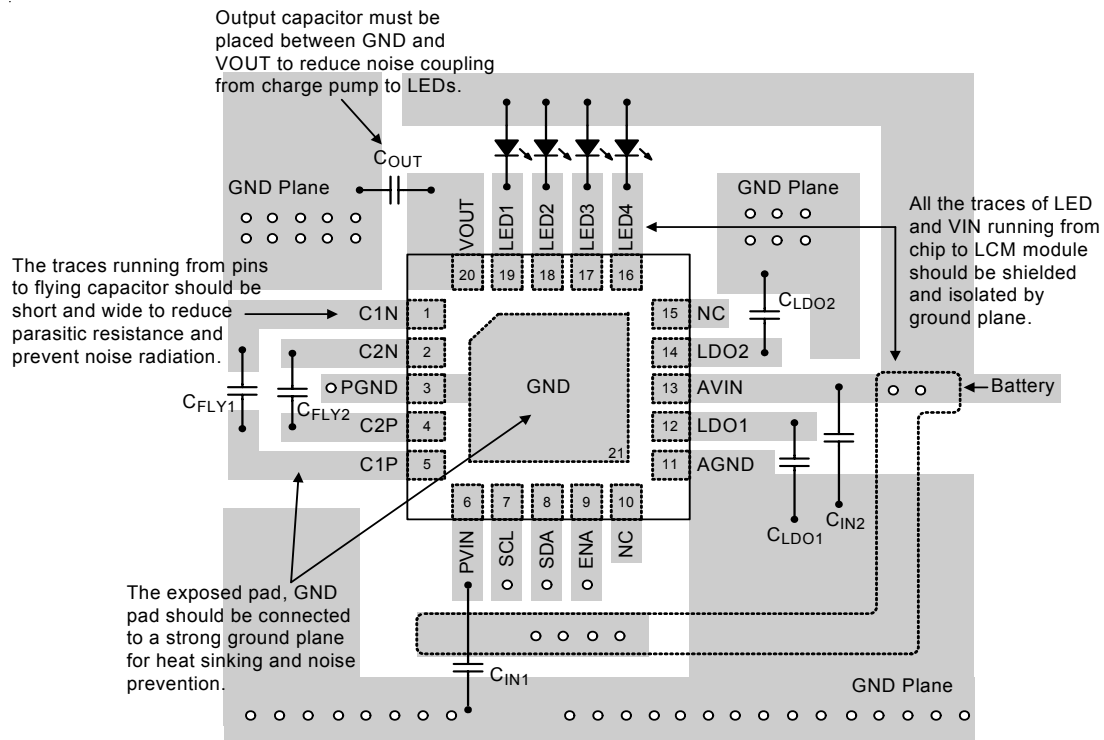 Output capacitor must be
placed between GND and
VOUT to reduce noise coupling
from charge pump to LEDs.
COUT
GND Plane
GND Plane
All the traces of LED
and VIN running from
chip to LCM module
should be shielded
and isolated by
ground plane.
VOUT
LED1
LED2
LED3
LED4
20
19
18
17
16
The traces running from pins
to flying capacitor should be
short and wide to reduce
parasitic resistance and
prevent noise radiation.
C1N
1
C2N
2
PGND
3
C2P
4
C1P
5
CFLY1
CFLY2
GND
21
15
NC
14
LDO2
13
AVIN
12
LDO1
11
AGND
CLDO2
Battery
CLDO1
CIN2
6
7
8
9
10
PVIN
SCL
SDA
ENA
NC
The exposed pad, GND
pad should be connected
to a strong ground plane
for heat sinking and noise
prevention.
CIN1
GND Plane